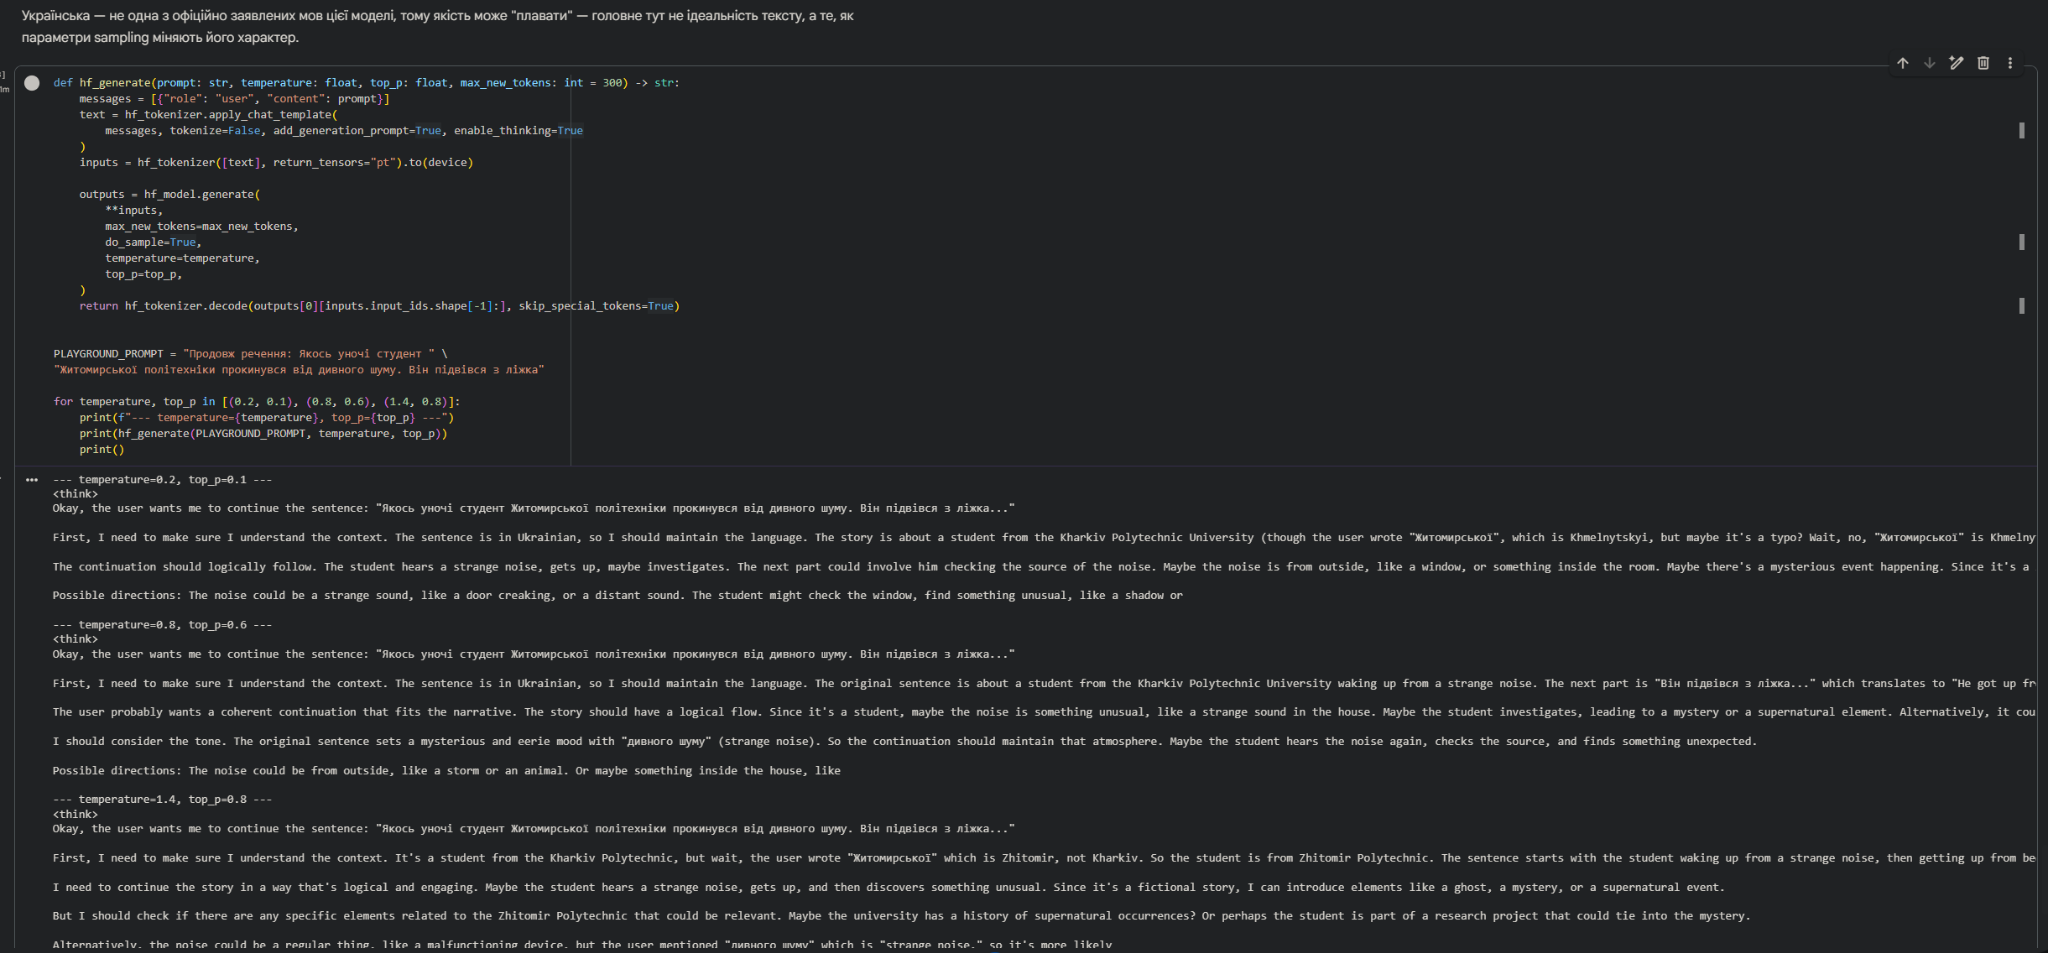 Українська — не одна з офіційно заявлених мов цієї моделі, тому якість може "плавати" — головне тут не ідеальність тексту, а те, як
параметри sampling міняють його характер.
def hf_generate(prompt: str, temperature: float, top_p: float, max_new_tokens: int = 300) -> str:
    messages = [{"role": "user", "content": prompt}]
    text = hf_tokenizer.apply_chat_template(
        messages, tokenize=False, add_generation_prompt=True, enable_thinking=True
    )
    inputs = hf_tokenizer([text], return_tensors="pt").to(device)
    outputs = hf_model.generate(
        **inputs,
        max_new_tokens=max_new_tokens,
        do_sample=True,
        temperature=temperature,
        top_p=top_p,
    )
    return hf_tokenizer.decode(outputs[0][inputs.input_ids.shape[-1]:], skip_special_tokens=True)
PLAYGROUND_PROMPT = "Продовж речення: Якось уночі студент " \
"Житомирської політехніки прокинувся від дивного шуму. Він підвівся з ліжка"
for temperature, top_p in [(0.2, 0.1), (0.8, 0.6), (1.4, 0.8)]:
    print(f"--- temperature={temperature}, top_p={top_p} ---")
    print(hf_generate(PLAYGROUND_PROMPT, temperature, top_p))
    print()
--- temperature=0.2, top_p=0.1 ---
<think>
Okay, the user wants me to continue the sentence: "Якось уночі студент Житомирської політехніки прокинувся від дивного шуму. Він підвівся з ліжка..."
First, I need to make sure I understand the context. The sentence is in Ukrainian, so I should maintain the language. The story is about a student from the Kharkiv Polytechnic University (though the user wrote "Житомирської", which is Khmelnytskyi, but maybe it's a typo? Wait, no, "Житомирської" is Khmelny
The continuation should logically follow. The student hears a strange noise, gets up, maybe investigates. The next part could involve him checking the source of the noise. Maybe the noise is from outside, like a window, or something inside the room. Maybe there's a mysterious event happening. Since it's a
Possible directions: The noise could be a strange sound, like a door creaking, or a distant sound. The student might check the window, find something unusual, like a shadow or
--- temperature=0.8, top_p=0.6 ---
<think>
Okay, the user wants me to continue the sentence: "Якось уночі студент Житомирської політехніки прокинувся від дивного шуму. Він підвівся з ліжка..."
First, I need to make sure I understand the context. The sentence is in Ukrainian, so I should maintain the language. The original sentence is about a student from the Kharkiv Polytechnic University waking up from a strange noise. The next part is "Він підвівся з ліжка..." which translates to "He got up fr
The user probably wants a coherent continuation that fits the narrative. The story should have a logical flow. Since it's a student, maybe the noise is something unusual, like a strange sound in the house. Maybe the student investigates, leading to a mystery or a supernatural element. Alternatively, it cou
I should consider the tone. The original sentence sets a mysterious and eerie mood with "дивного шуму" (strange noise). So the continuation should maintain that atmosphere. Maybe the student hears the noise again, checks the source, and finds something unexpected.
Possible directions: The noise could be from outside, like a storm or an animal. Or maybe something inside the house, like
--- temperature=1.4, top_p=0.8 ---
<think>
Okay, the user wants me to continue the sentence: "Якось уночі студент Житомирської політехніки прокинувся від дивного шуму. Він підвівся з ліжка..."
First, I need to make sure I understand the context. It's a student from the Kharkiv Polytechnic, but wait, the user wrote "Житомирської" which is Zhitomir, not Kharkiv. So the student is from Zhitomir Polytechnic. The sentence starts with the student waking up from a strange noise, then getting up from be
I need to continue the story in a way that's logical and engaging. Maybe the student hears a strange noise, gets up, and then discovers something unusual. Since it's a fictional story, I can introduce elements like a ghost, a mystery, or a supernatural event.
But I should check if there are any specific elements related to the Zhitomir Polytechnic that could be relevant. Maybe the university has a history of supernatural occurrences? Or perhaps the student is part of a research project that could tie into the mystery.
Alternatively, the noise could be a regular thing, like a malfunctioning device, but the user mentioned "дивного шуму" which is "strange noise," so it's more likely